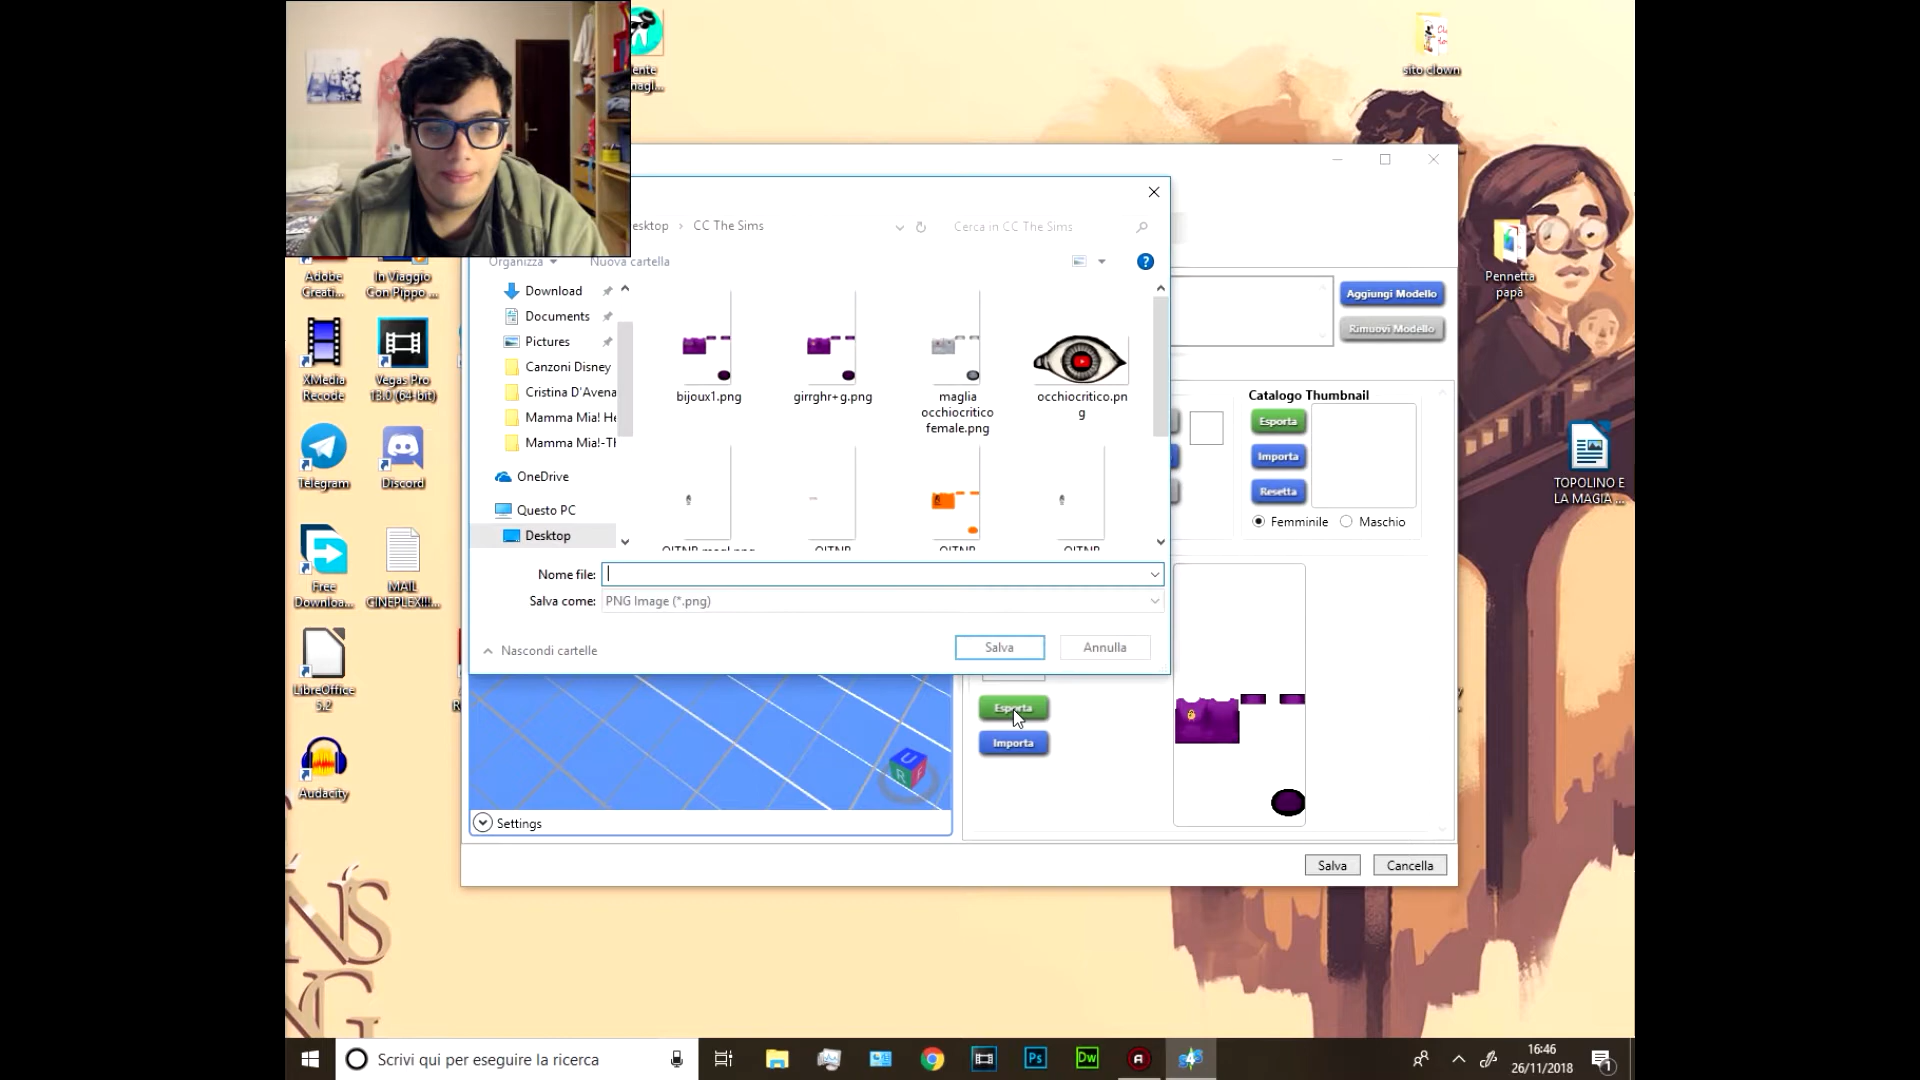 sito clown
esktop › CC The Sims
Cerca in CC The Sims
Organizza
Nuova cartella
Download
Documents
Pictures
Canzoni Disney
Cristina D'Avena
Mamma Mia! He
Mamma Mia!-Th
OneDrive
Questo PC
Desktop
bijoux1.png
girrghr+g.png
maglia
occhiocritico
female.png
occhiocritico.pn
g
Nome file:
Salva come:
PNG Image (*.png)
Nascondi cartelle
Salva
Annulla
Aggiungi Modello
Rimuovi Modello
Catalogo Thumbnail
Esporta
Importa
Resetta
Femminile
Maschio
Esporta
Importa
Settings
Salva
Cancella
Adobe
Creati...
In Viaggio
Con Pippo ...
XMedia
Recode
Vegas Pro
13.0 (64-bit)
Telegram
Discord
Free
Downloa...
MAIL
CINEPLEX!!!...
LibreOffice
5.2
Audacity
Pennetta
papà
TOPOLINO E
LA MAGIA ...
Scrivi qui per eseguire la ricerca
Ps
Dw
16:46
26/11/2018
1